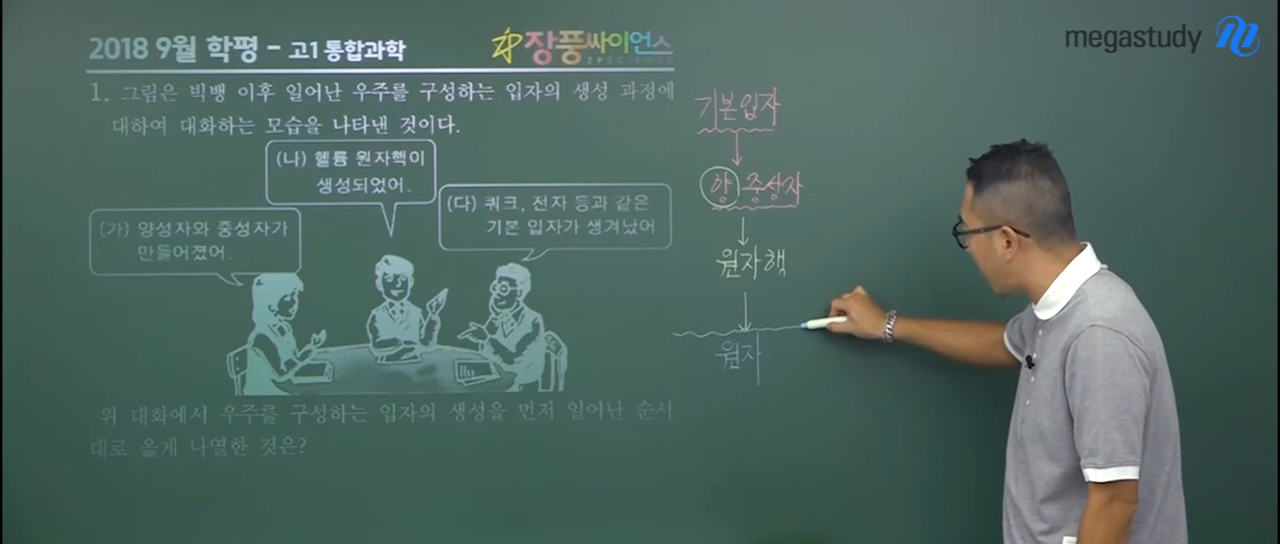 megastudy
2018 9월 학평 - 고1 통합과학
장풍싸이언스
ZPSCIENCE
1. 그림은 빅뱅 이후 일어난 우주를 구성하는 입자의 생성 과정에
대하여 대화하는 모습을 나타낸 것이다.
(나) 헬륨 원자핵이
생성되었어.
(다) 쿼크, 전자 등과 같은
기본 입자가 생겨났어.
(가) 양성자와 중성자가
만들어졌어.
위 대화에서 우주를 구성하는 입자의 생성을 먼저 일어난 순서
대로 옳게 나열한 것은?
기본입자
양 중성자
원자핵
원자